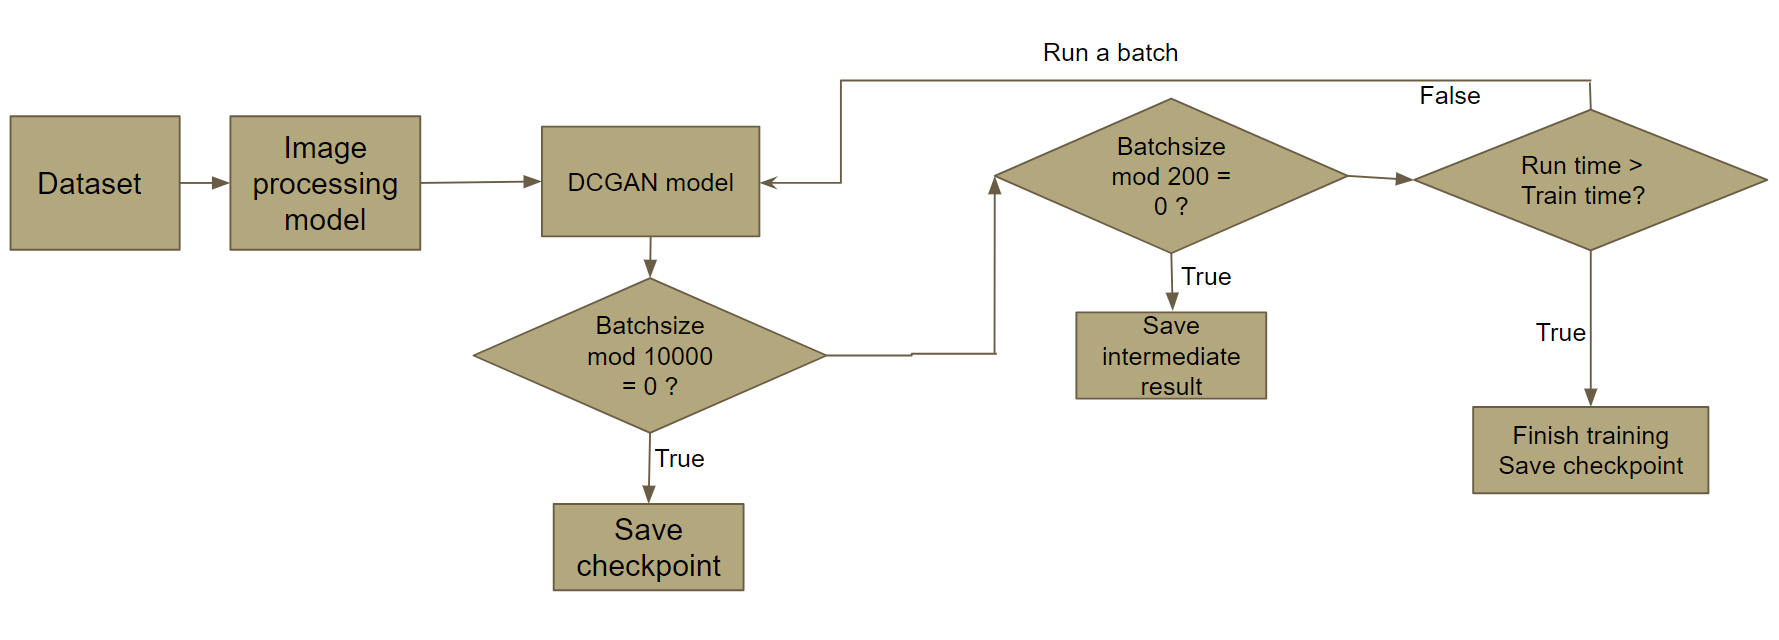 Run a batch
False
Dataset
Image
processing
model
DCGAN model
Batchsize
mod 200 =
0 ?
Run time >
Train time?
True
Batchsize
mod 10000
= 0 ?
Save
intermediate
result
True
True
Save
checkpoint
Finish training
Save checkpoint